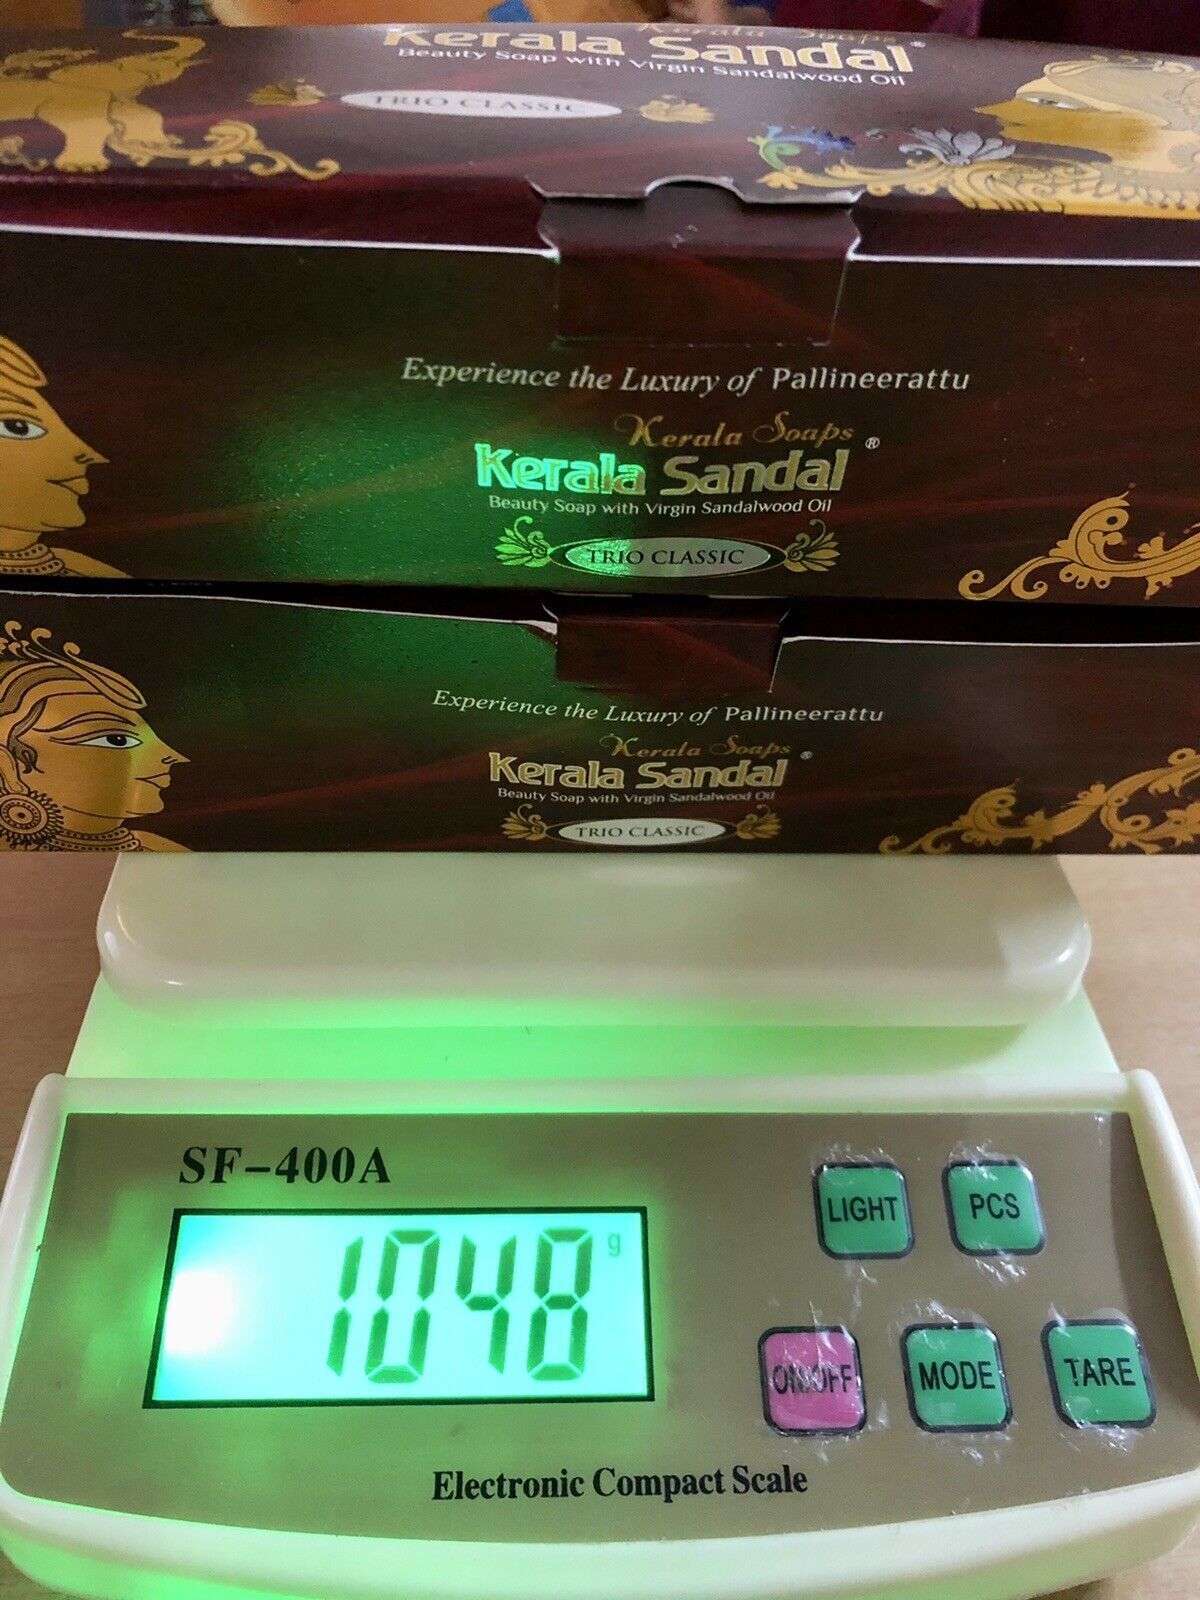 Kerala Soaps
Kerala Sandal®
Beauty Soap with Virgin Sandalwood Oil
TRIO CLASSIC
Experience the Luxury of Pallineerattu
Kerala Soaps
Kerala Sandal®
Beauty Soap with Virgin Sandalwood Oil
TRIO CLASSIC
Experience the Luxury of Pallineerattu
Kerala Soaps
Kerala Sandal®
Beauty Soap with Virgin Sandalwood Oil
TRIO CLASSIC
SF-400A
1048 g
LIGHT PCS
ON/OFF MODE TARE
Electronic Compact Scale